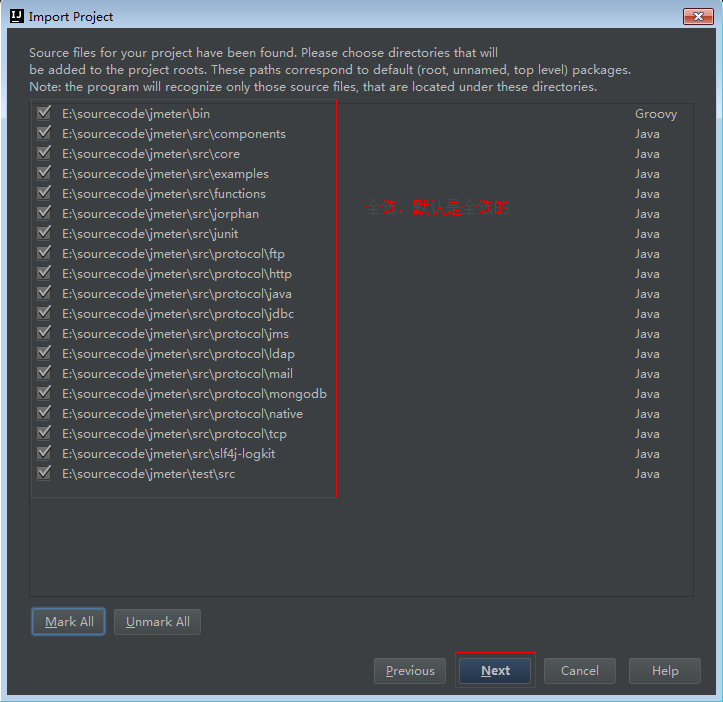 IJ Import Project
Source files for your project have been found. Please choose directories that will
be added to the project roots. These paths correspond to default (root, unnamed, top level) packages.
Note: the program will recognize only those source files, that are located under these directories.
E:\sourcecode\jmeter\bin Groovy
E:\sourcecode\jmeter\src\components Java
E:\sourcecode\jmeter\src\core Java
E:\sourcecode\jmeter\src\examples Java
E:\sourcecode\jmeter\src\functions Java
全选，默认是全选的
E:\sourcecode\jmeter\src\jorphan Java
E:\sourcecode\jmeter\src\junit Java
E:\sourcecode\jmeter\src\protocol\ftp Java
E:\sourcecode\jmeter\src\protocol\http Java
E:\sourcecode\jmeter\src\protocol\java Java
E:\sourcecode\jmeter\src\protocol\jdbc Java
E:\sourcecode\jmeter\src\protocol\jms Java
E:\sourcecode\jmeter\src\protocol\ldap Java
E:\sourcecode\jmeter\src\protocol\mail Java
E:\sourcecode\jmeter\src\protocol\mongodb Java
E:\sourcecode\jmeter\src\protocol\native Java
E:\sourcecode\jmeter\src\protocol\tcp Java
E:\sourcecode\jmeter\src\slf4j-logkit Java
E:\sourcecode\jmeter\test\src Java
Mark All Unmark All
Previous Next Cancel Help